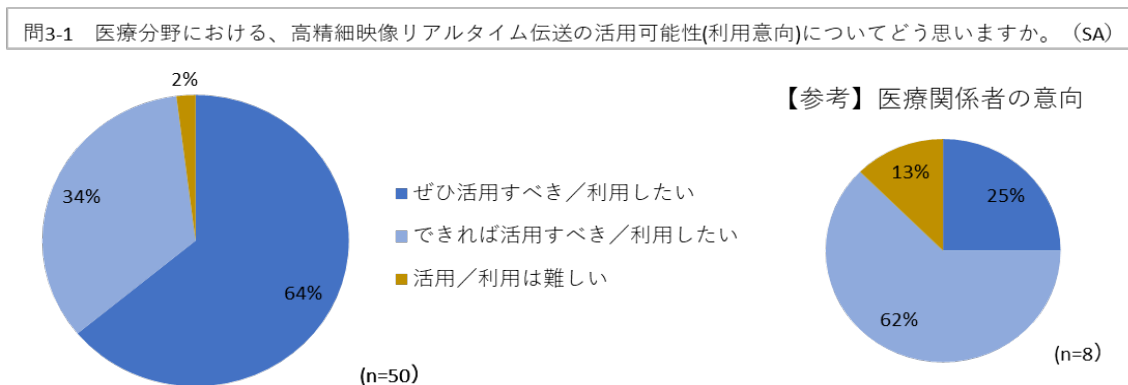 問3-1　医療分野における、高精細映像リアルタイム伝送の活用可能性(利用意向)についてどう思いますか。（SA）
2%
34%
64%
(n=50）
ぜひ活用すべき／利用したい
できれば活用すべき／利用したい
活用／利用は難しい
【参考】医療関係者の意向
13%
25%
62%
(n=8）